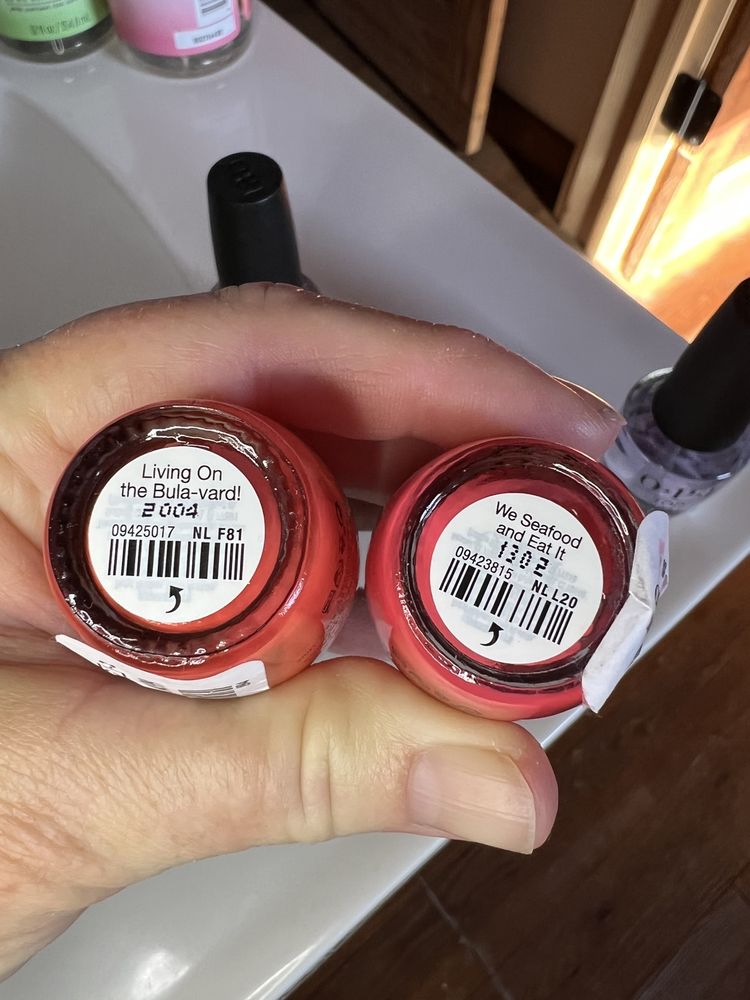 Living On
the Bula-vard!
2004
09425017 NL F81
We Seafood
and Eat It
1302
09423815 NL L20
O·P·I